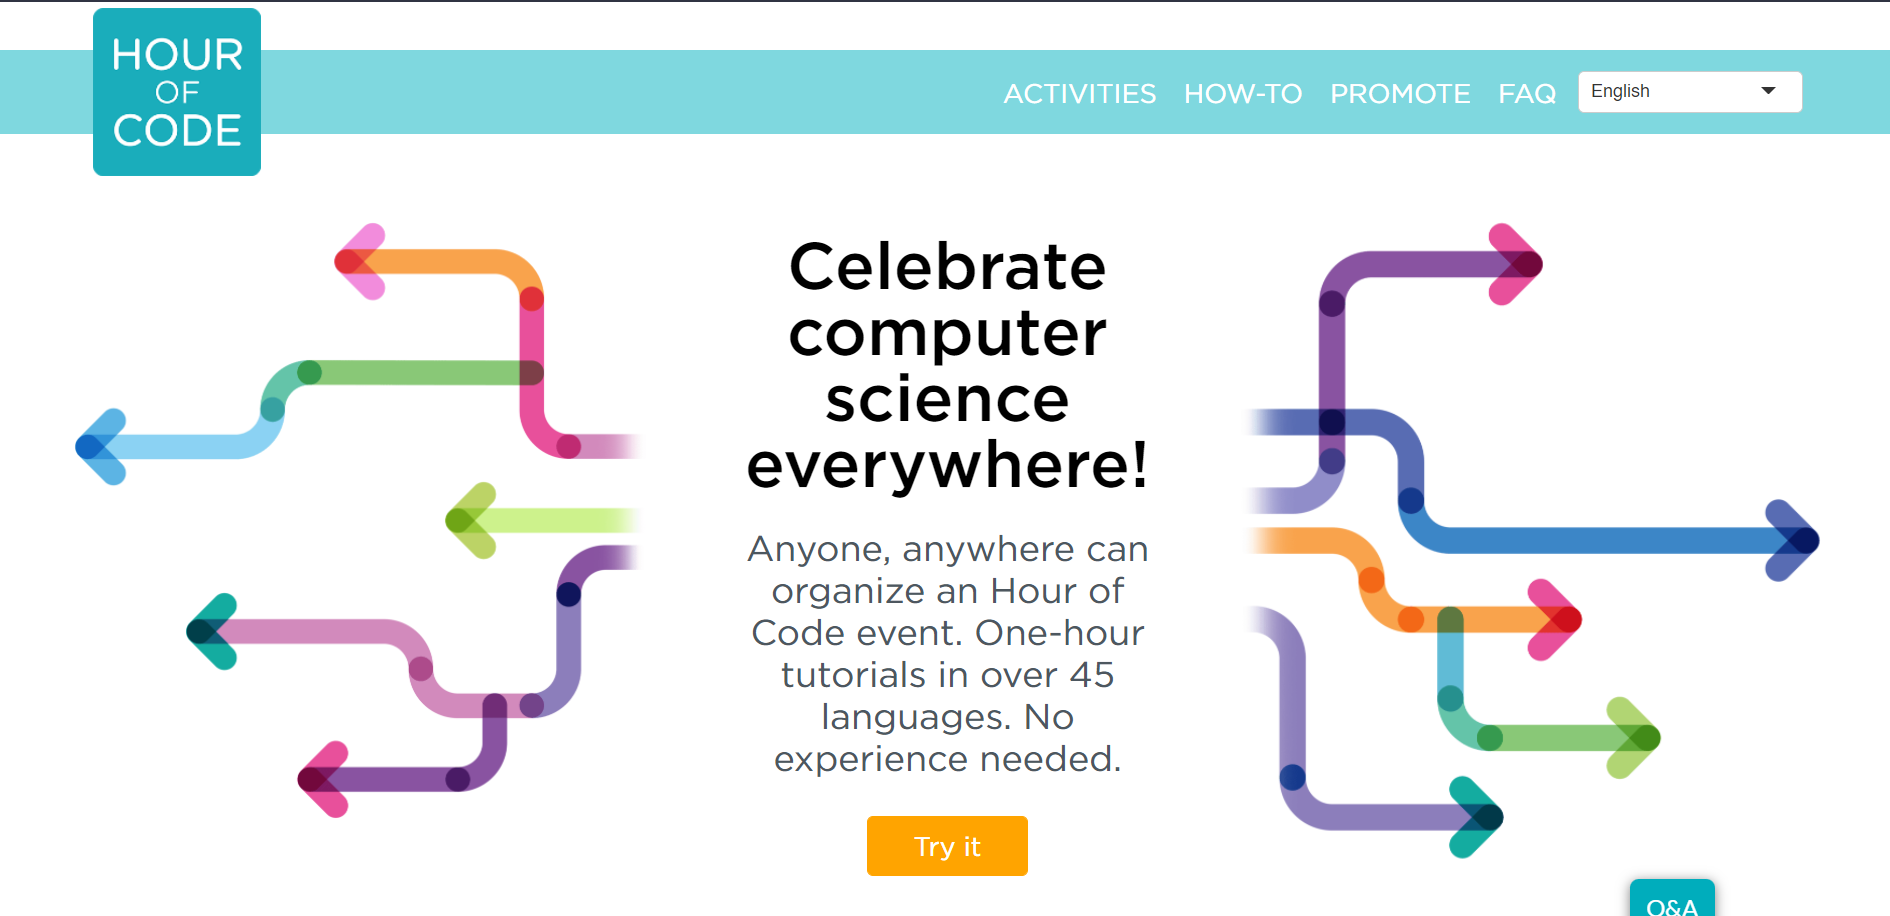 HOUR
OF
CODE
ACTIVITIES HOW-TO PROMOTE FAQ English
Celebrate
computer
science
everywhere!
Anyone, anywhere can
organize an Hour of
Code event. One-hour
tutorials in over 45
languages. No
experience needed.
Try it
Q&A